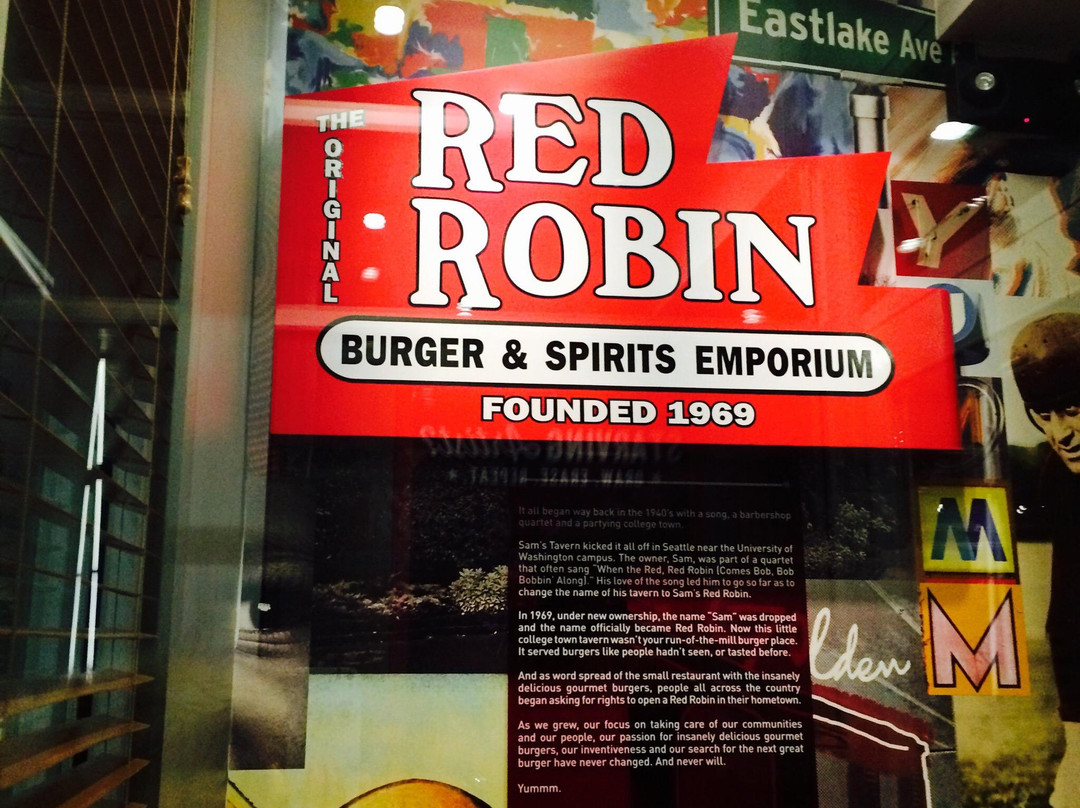 Eastlake Ave
THE ORIGINAL
RED
ROBIN
BURGER & SPIRITS EMPORIUM
FOUNDED 1969
STARVING Artists
DRAW. ERASE. REPEAT
It all began way back in the 1940's with a song, a barbershop
quartet and a partying college town.
Sam's Tavern kicked it all off in Seattle near the University of
Washington campus. The owner, Sam, was part of a quartet
that often sang "When the Red, Red Robin (Comes Bob, Bob
Bobbin' Along)." His love of the song led him to go so far as to
change the name of his tavern to Sam's Red Robin.
In 1969, under new ownership, the name "Sam" was dropped
and the name officially became Red Robin. Now this little
college town tavern wasn't your run-of-the-mill burger place.
It served burgers like people hadn't seen, or tasted before.
And as word spread of the small restaurant with the insanely
delicious gourmet burgers, people all across the country
began asking for rights to open a Red Robin in their hometown.
As we grew, our focus on taking care of our communities
and our people, our passion for insanely delicious gourmet
burgers, our inventiveness and our search for the next great
burger have never changed. And never will.
Yummm.
Y
U
M
M
lden